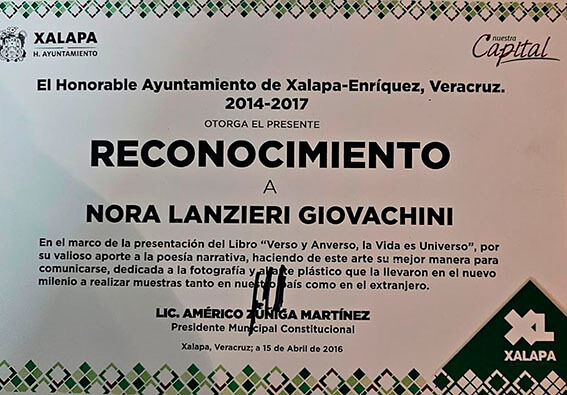 XALAPA
H. AYUNTAMIENTO
nuestra
Capital
El Honorable Ayuntamiento de Xalapa-Enríquez, Veracruz.
2014-2017
OTORGA EL PRESENTE
RECONOCIMIENTO
A
NORA LANZIERI GIOVACHINI
En el marco de la presentación del Libro "Verso y Anverso, la Vida es Universo", por
su valioso aporte a la poesía narrativa, haciendo de este arte su mejor manera para
comunicarse, dedicada a la fotografía y al arte plástico que la llevaron en el nuevo
milenio a realizar muestras tanto en nuestro país como en el extranjero.
LIC. AMÉRICO ZÚÑIGA MARTÍNEZ
Presidente Municipal Constitucional
Xalapa, Veracruz; a 15 de Abril de 2016
XL
XALAPA